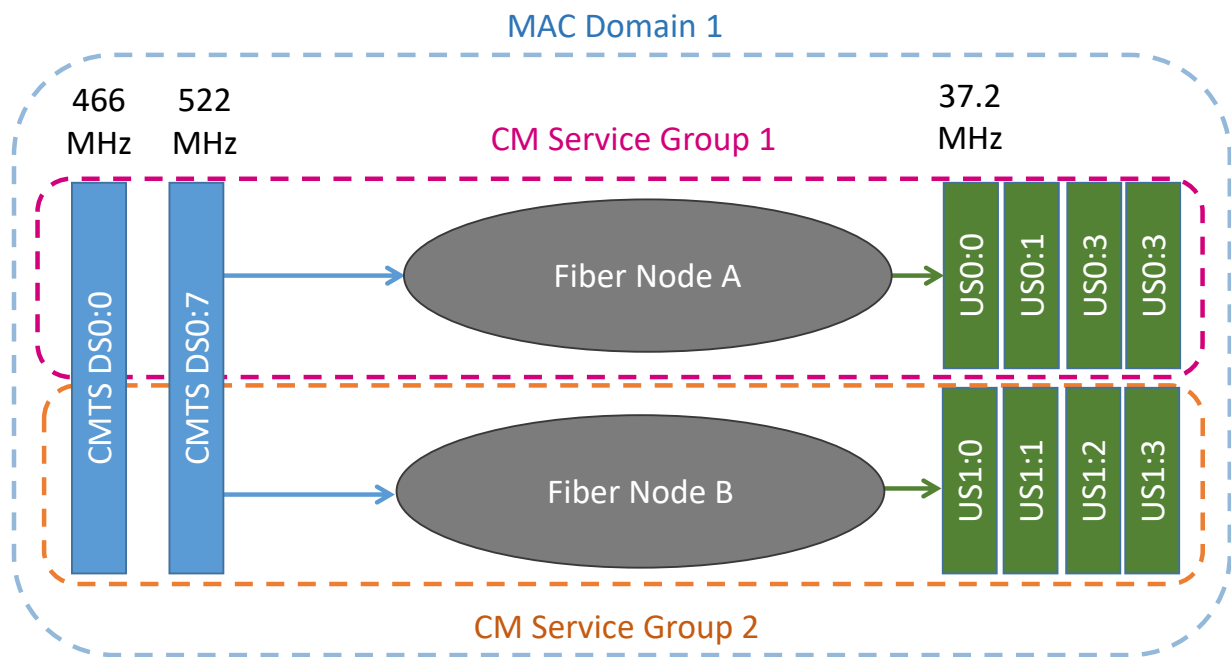 MAC Domain 1
466
MHz
522
MHz
37.2
MHz
CM Service Group 1
CMTS DS0:0
CMTS DS0:7
Fiber Node A
US0:0
US0:1
US0:3
US0:3
Fiber Node B
US1:0
US1:1
US1:2
US1:3
CM Service Group 2